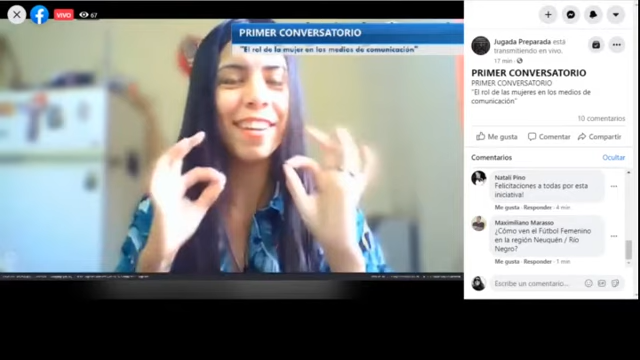 VIVO
67
PRIMER CONVERSATORIO
"El rol de la mujer en los medios de comunicación"
Jugada Preparada está
transmitiendo en vivo.
17 min ·
PRIMER CONVERSATORIO
PRIMER CONVERSATORIO
"El rol de las mujeres en los medios de
comunicación"
10 comentarios
Me gusta
Comentar
Compartir
Comentarios
Ocultar
Natali Pino
Felicitaciones a todas por esta
iniciativa!
Me gusta · Responder · 4 min
Maximiliano Marasso
¿Cómo ven el Fútbol Femenino
en la región Neuquén / Río
Negro?
Me gusta · Responder · 1 min
Escribe un comentario...